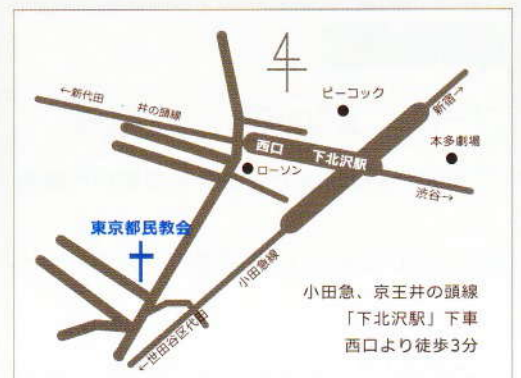 ピーコック
新宿→
←新代田 井の頭線
本多劇場
西口 下北沢駅
ローソン
渋谷→
東京都民教会
小田急線
←世田谷区代田
小田急、京王井の頭線
「下北沢駅」下車
西口より徒歩3分